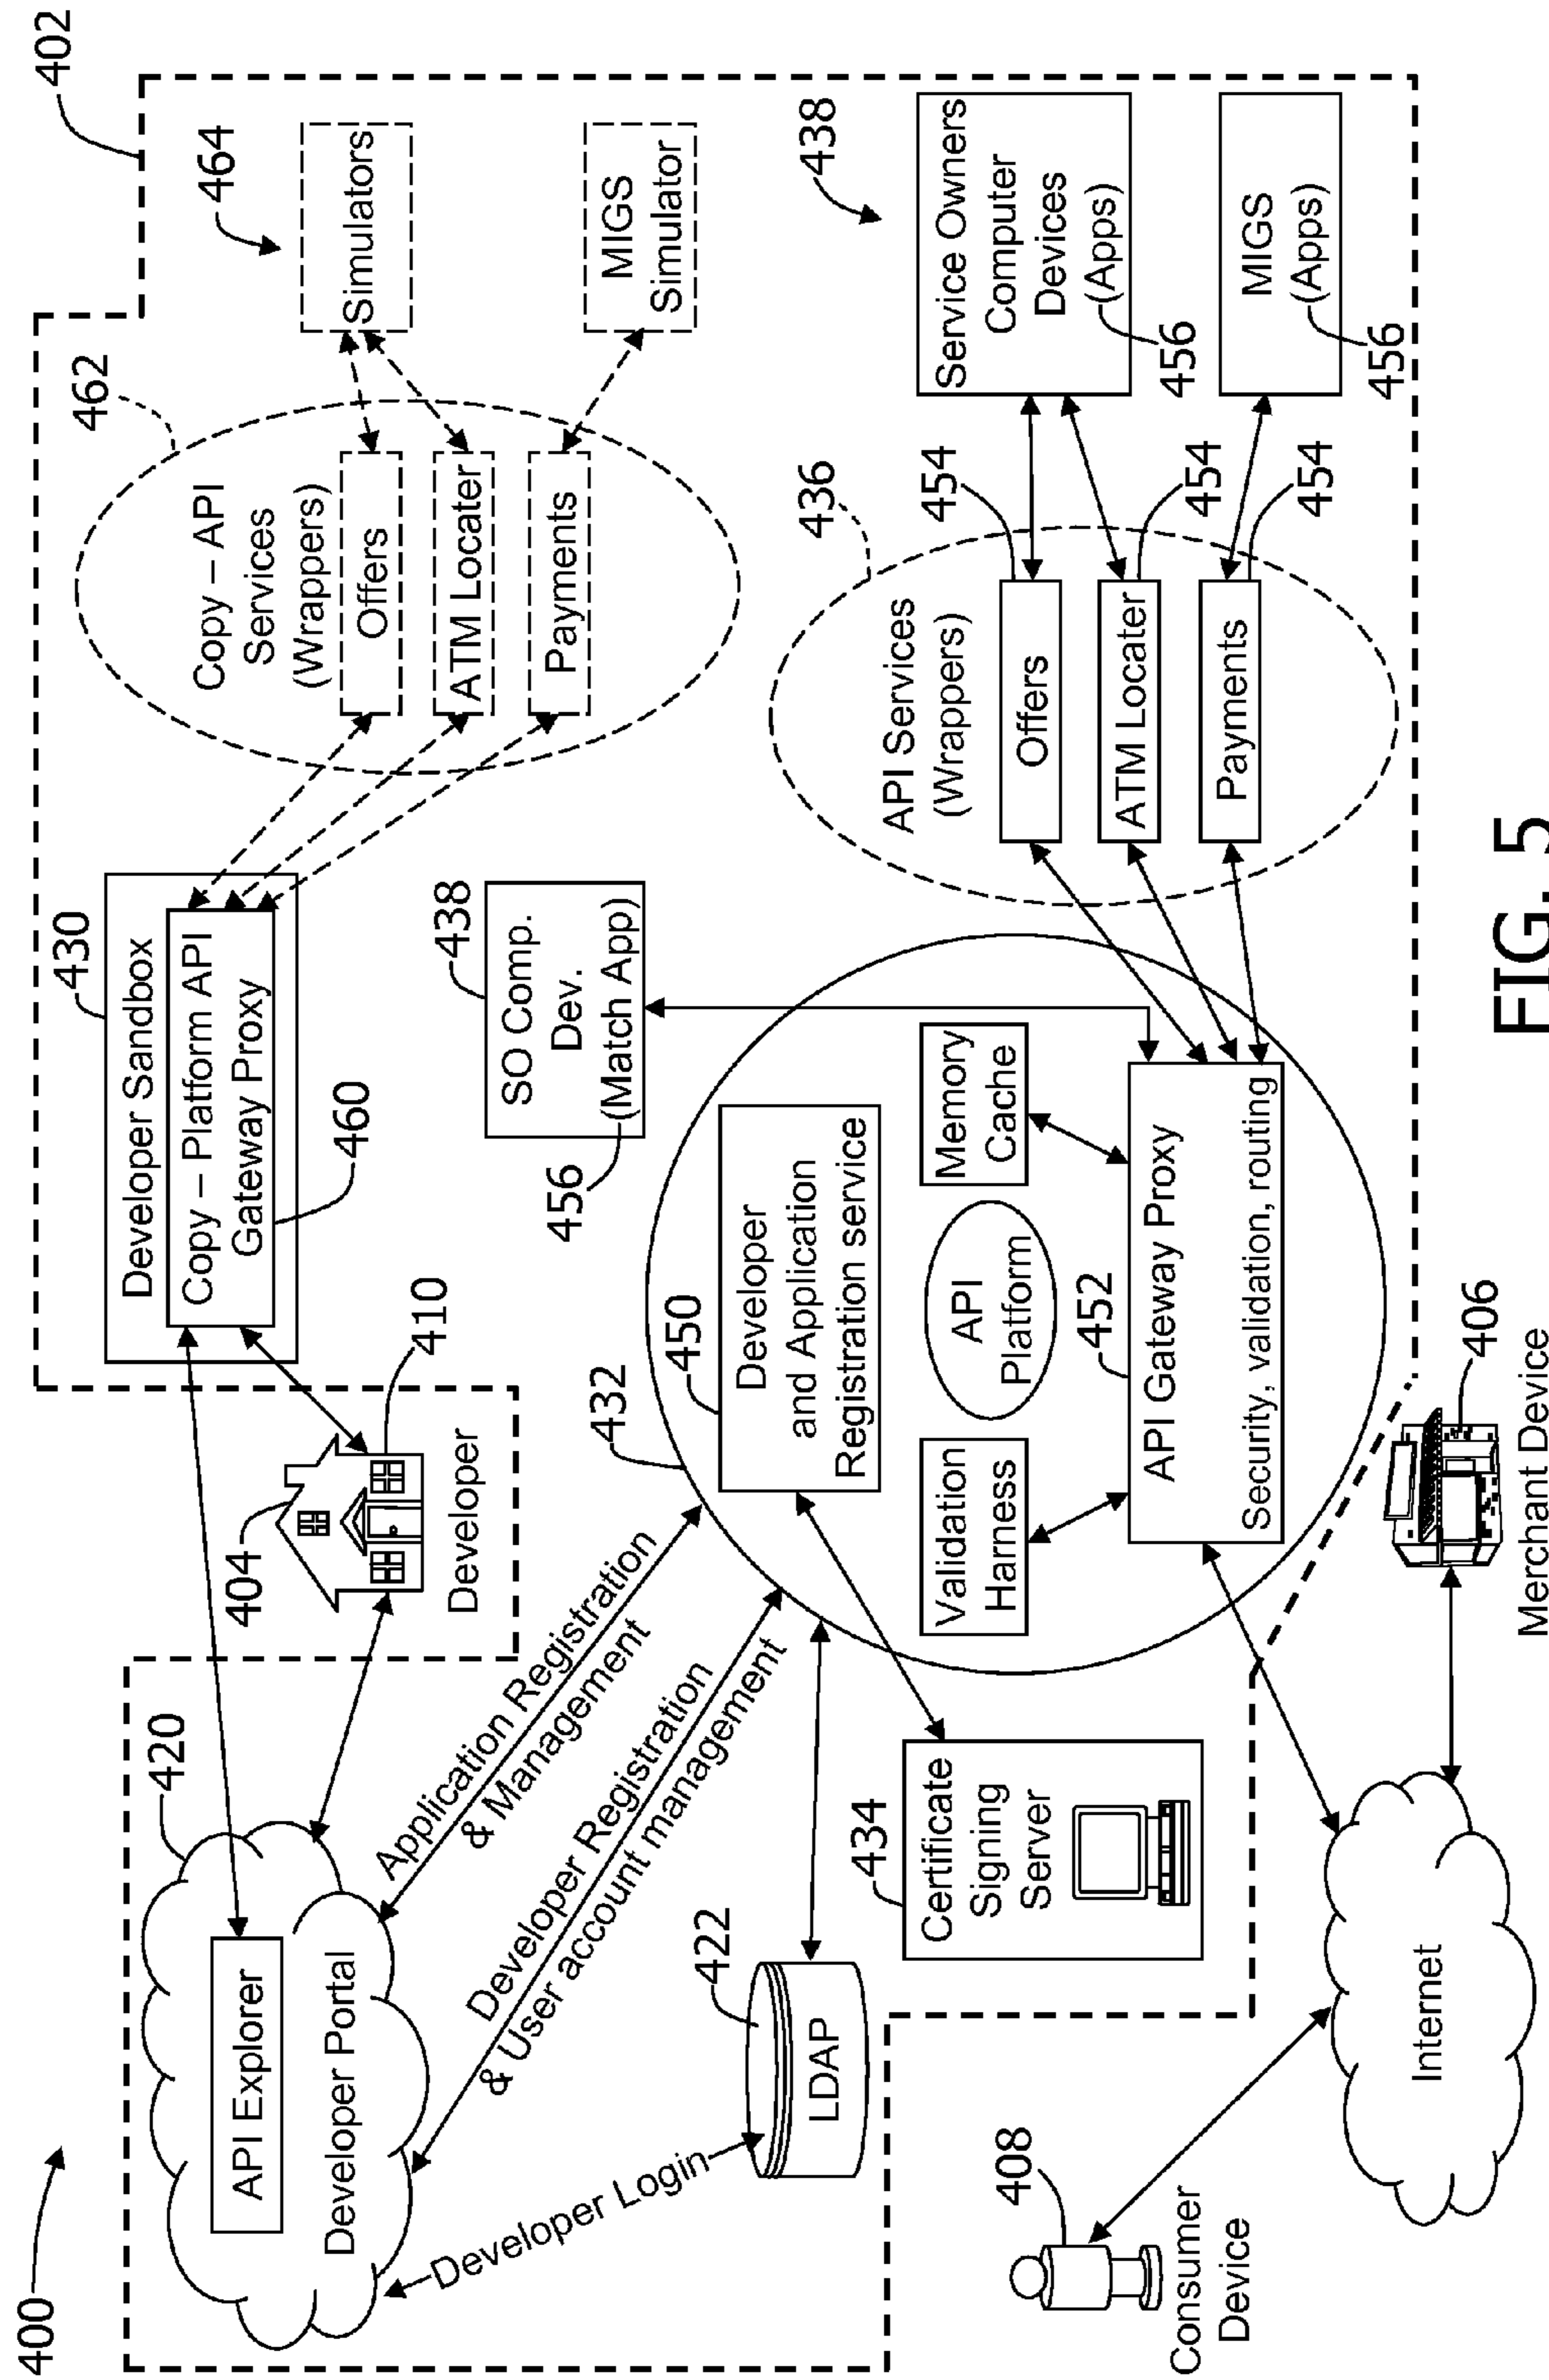 400
402
420
API Explorer
Developer Portal
404
410
Developer
430
Developer Sandbox
Copy – Platform API
Gateway Proxy
460
462
Copy – API
Services
(Wrappers)
Offers
ATM Locater
Payments
464
Simulators
MIGS
Simulator
Application Registration
& Management
Developer Registration
& User account management
Developer Login
422
LDAP
434
Certificate
Signing
Server
432
450
Developer
and Application
Registration service
438
SO Comp.
Dev.
(Match App)
456
Validation
Harness
API
Platform
Memory
Cache
452
API Gateway Proxy
Security, validation, routing
436
API Services
(Wrappers)
Offers
454
ATM Locater
454
Payments
454
438
Service Owners
Computer
Devices
(Apps)
456
MIGS
(Apps)
456
408
Consumer
Device
Internet
406
Merchant Device
FIG. 5